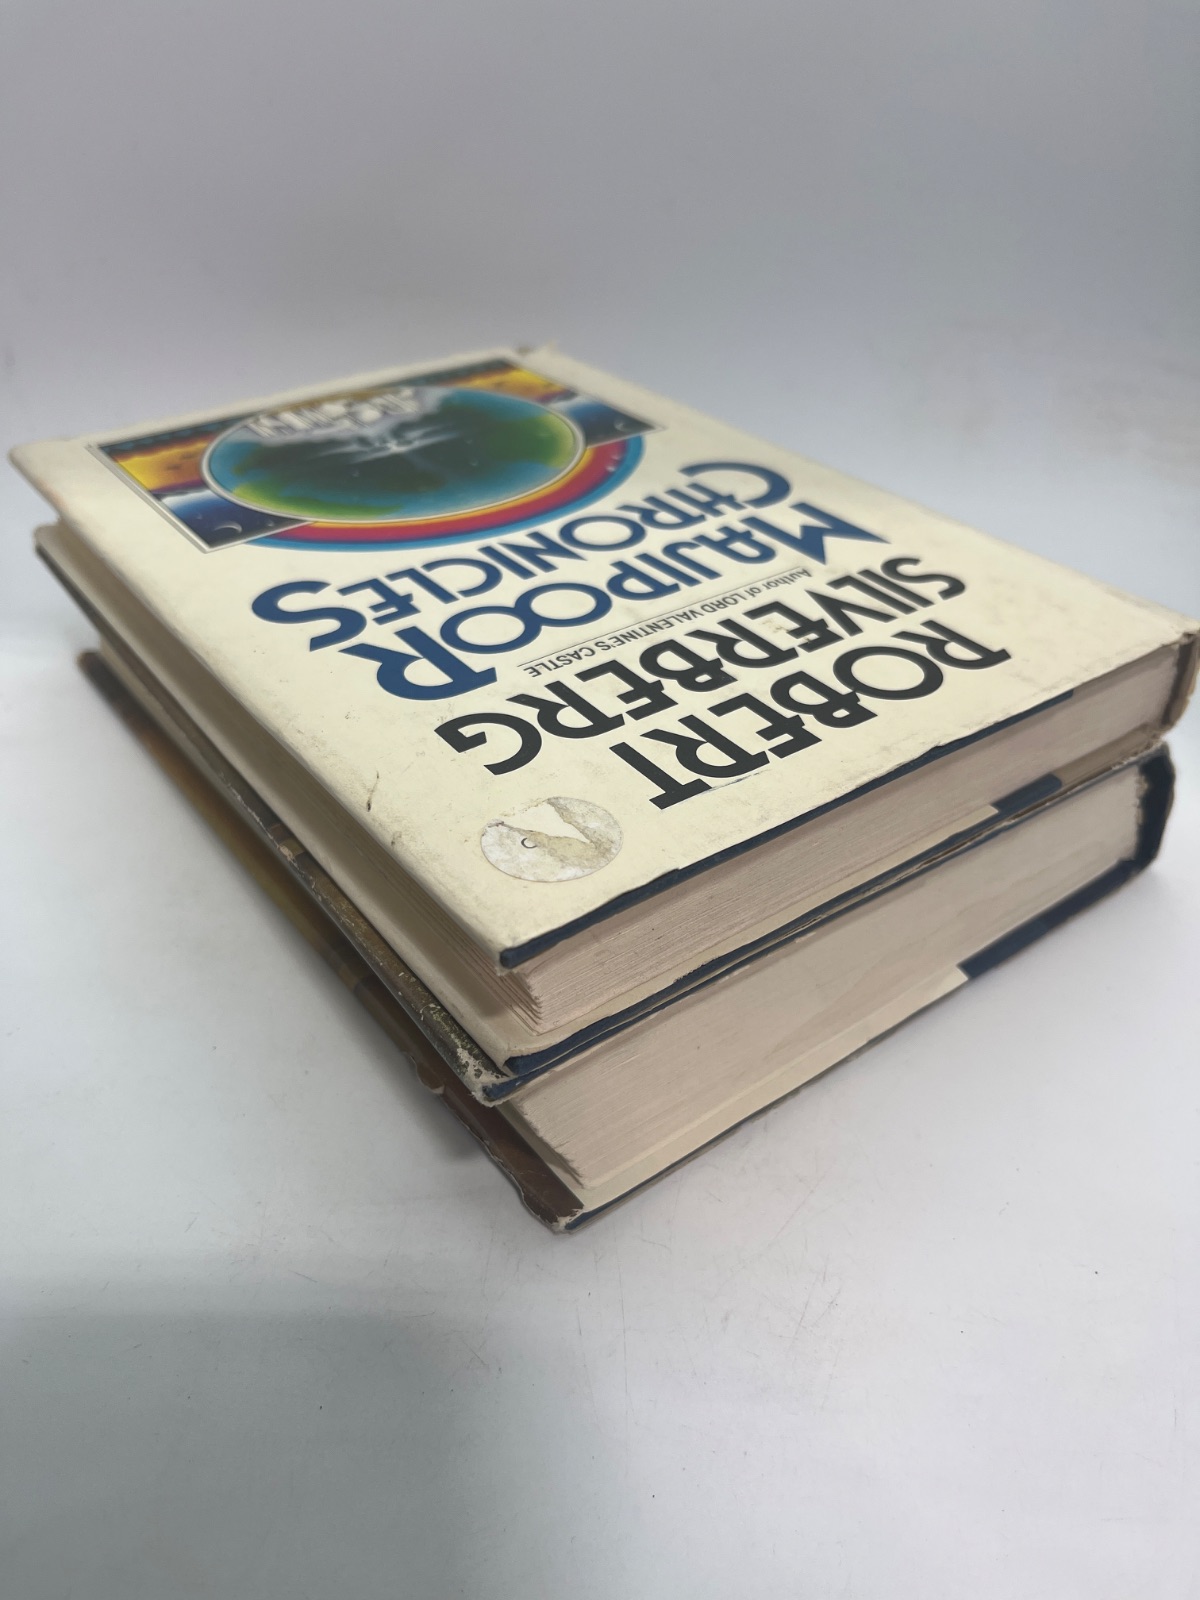 ROBERT
SILVERBERG
Author of LORD VALENTINE'S CASTLE
MAJIPOOR
CHRONICLES